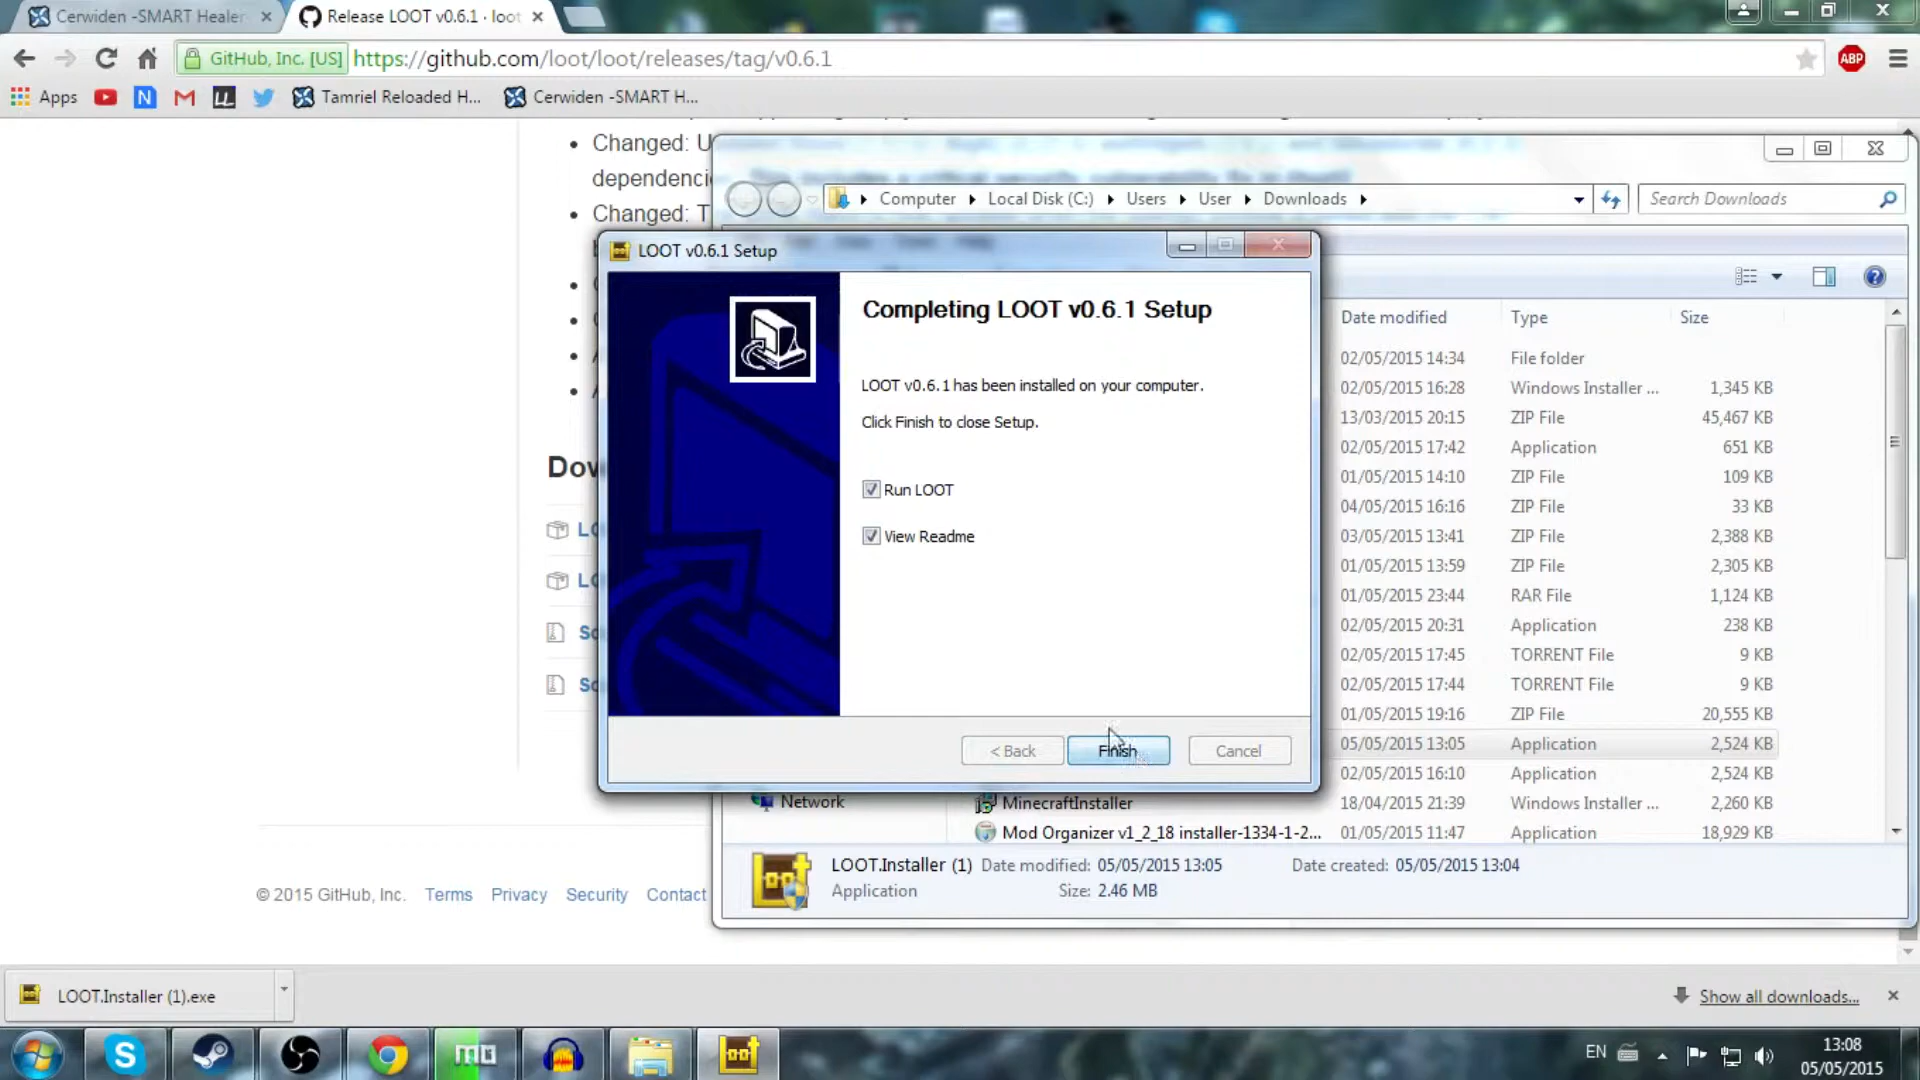 Cerwiden -SMART Healer
Release LOOT v0.6.1 · loot
GitHub, Inc. [US]
https://github.com/loot/loot/releases/tag/v0.6.1
ABP
Apps
Tamriel Reloaded H...
Cerwiden -SMART H...
Changed: U
dependenci
Changed: T
Computer
Local Disk (C:)
Users
User
Downloads
Search Downloads
LOOT v0.6.1 Setup
Completing LOOT v0.6.1 Setup
LOOT v0.6.1 has been installed on your computer.
Click Finish to close Setup.
Run LOOT
View Readme
< Back
Finish
Cancel
Date modified
Type
Size
02/05/2015 14:34 File folder
02/05/2015 16:28 Windows Installer ... 1,345 KB
13/03/2015 20:15 ZIP File 45,467 KB
02/05/2015 17:42 Application 651 KB
01/05/2015 14:10 ZIP File 109 KB
04/05/2015 16:16 ZIP File 33 KB
03/05/2015 13:41 ZIP File 2,388 KB
01/05/2015 13:59 ZIP File 2,305 KB
01/05/2015 23:44 RAR File 1,124 KB
02/05/2015 20:31 Application 238 KB
02/05/2015 17:45 TORRENT File 9 KB
02/05/2015 17:44 TORRENT File 9 KB
01/05/2015 19:16 ZIP File 20,555 KB
05/05/2015 13:05 Application 2,524 KB
02/05/2015 16:10 Application 2,524 KB
Network
MinecraftInstaller 18/04/2015 21:39 Windows Installer ... 2,260 KB
Mod Organizer v1_2_18 installer-1334-1-2... 01/05/2015 11:47 Application 18,929 KB
LOOT.Installer (1) Date modified: 05/05/2015 13:05 Date created: 05/05/2015 13:04
Application Size: 2.46 MB
Dow
LO
LO
So
So
© 2015 GitHub, Inc. Terms Privacy Security Contact
LOOT.Installer (1).exe
Show all downloads...
EN
13:08
05/05/2015